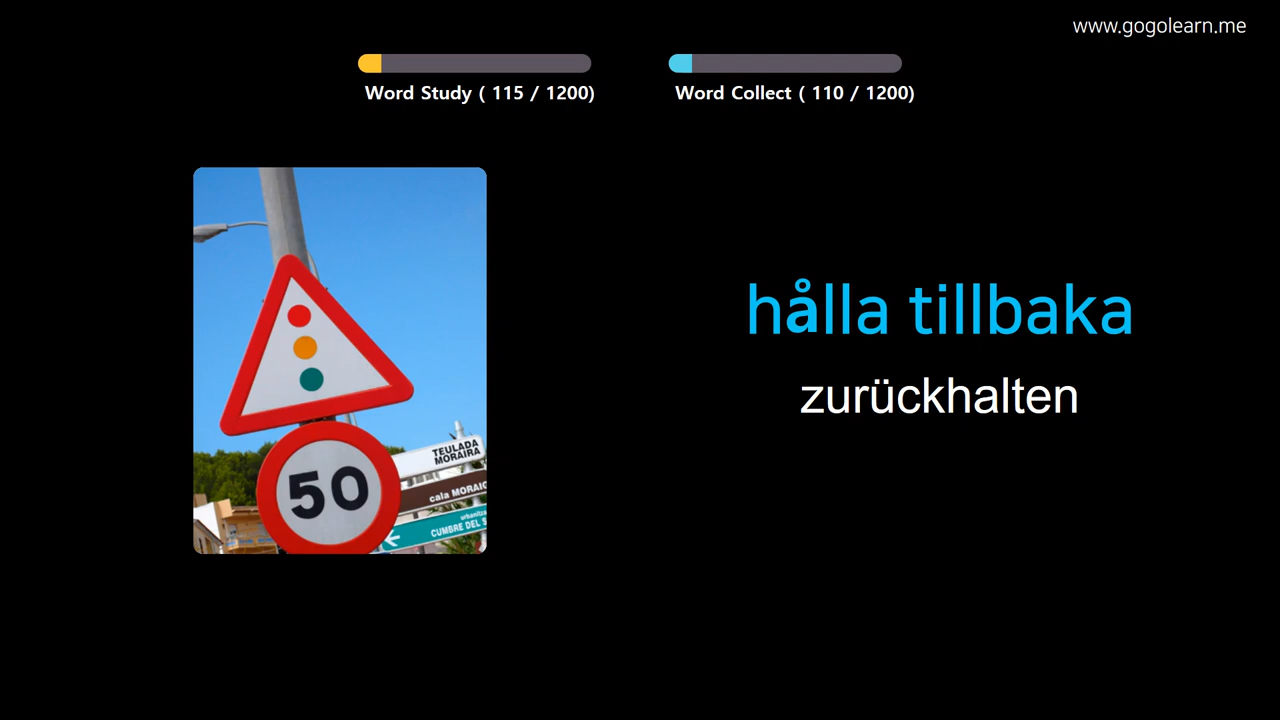 www.gogolearn.me
Word Study ( 115 / 1200)
Word Collect ( 110 / 1200)
hålla tillbaka
zurückhalten
50
TEULADA
MORAIRA
cala
urbanitza
CUMBRE DEL